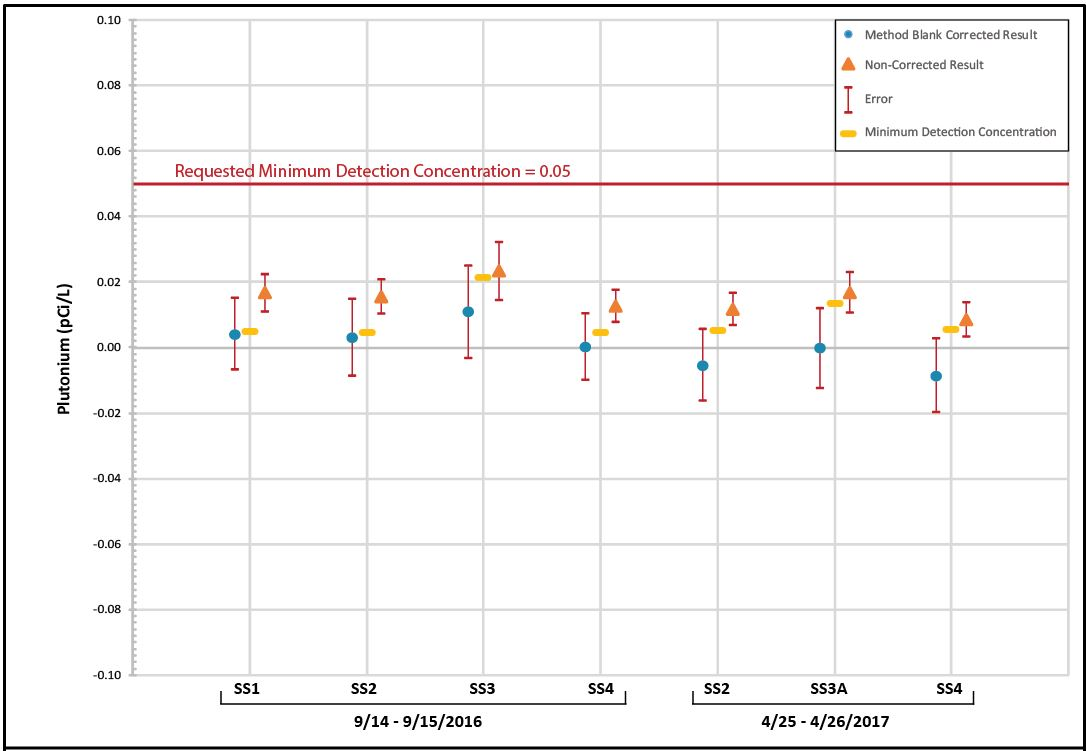 0.10
0.08
0.06
0.04
0.02
0.00
-0.02
-0.04
-0.06
-0.08
-0.10
Plutonium (pCi/L)
Method Blank Corrected Result
Non-Corrected Result
Error
Minimum Detection Concentration
Requested Minimum Detection Concentration = 0.05
SS1 SS2 SS3 SS4 SS2 SS3A SS4
9/14 - 9/15/2016 4/25 - 4/26/2017